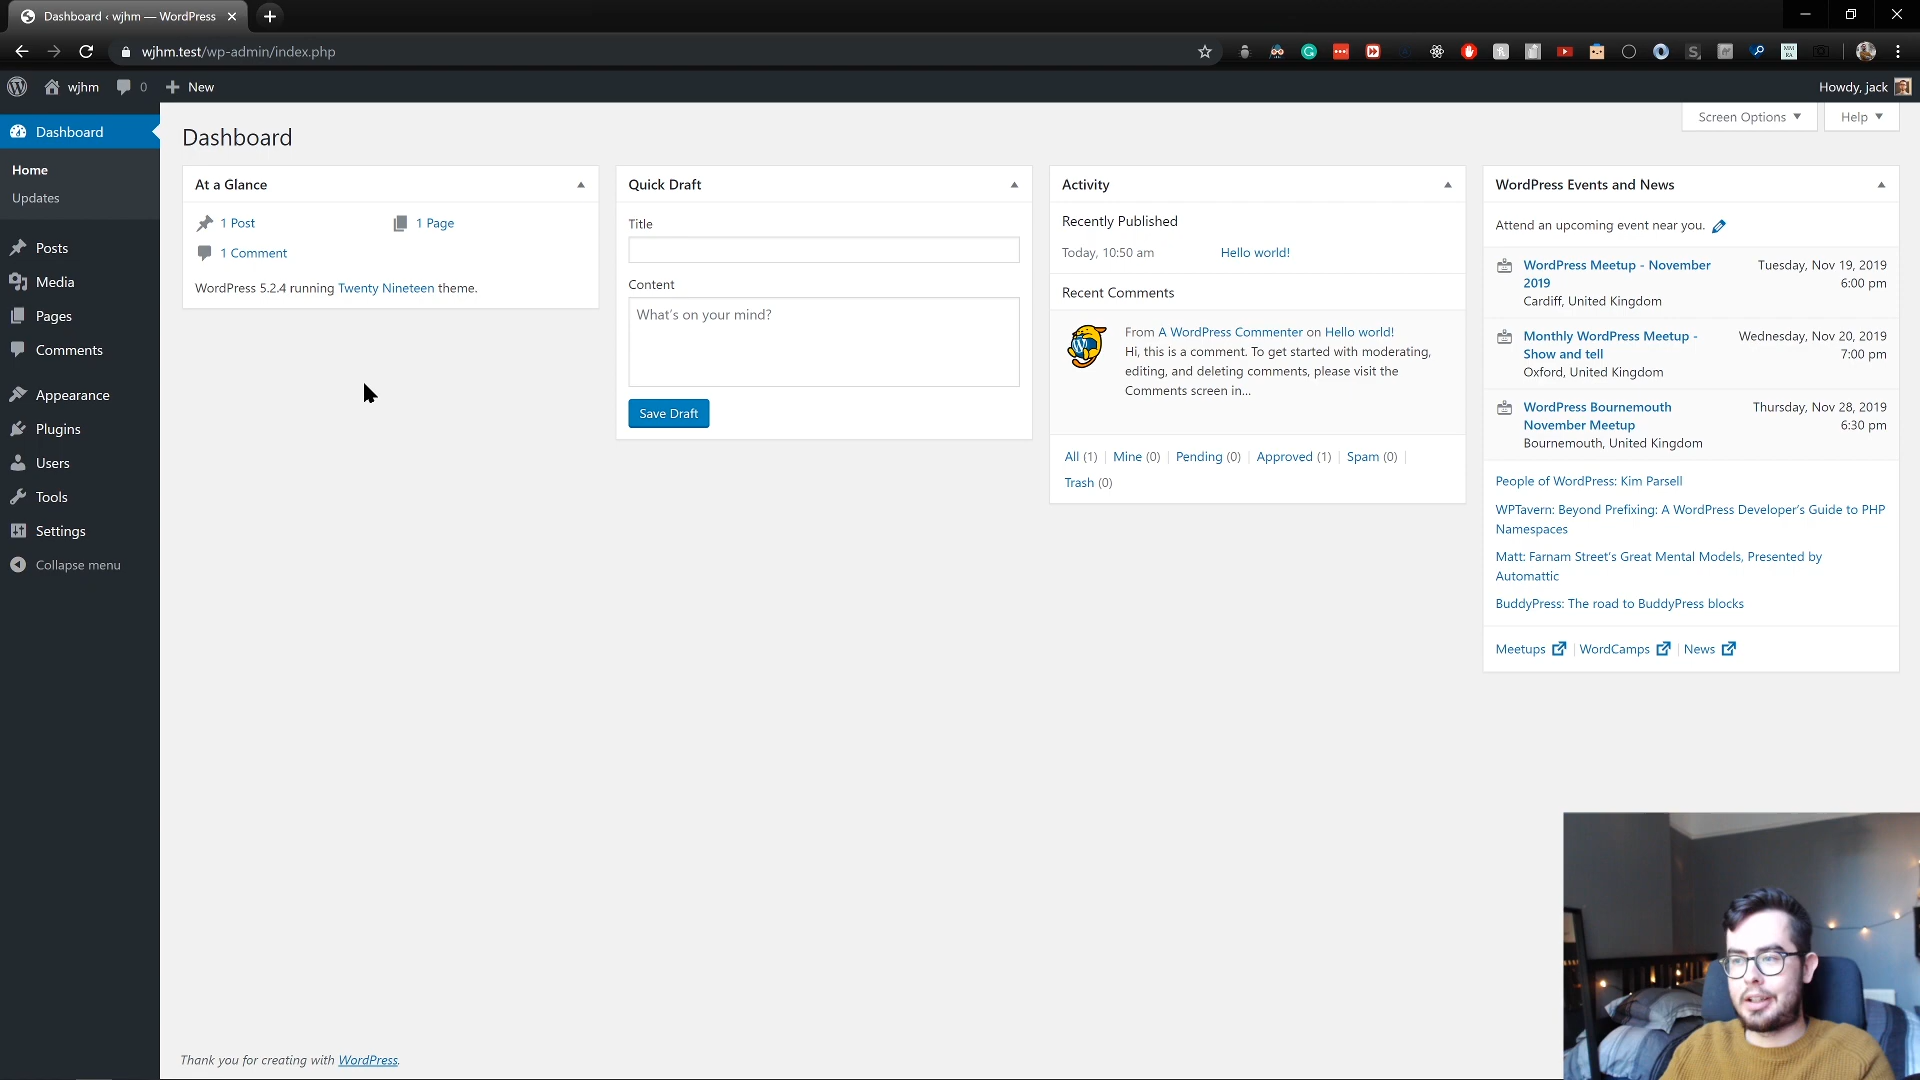 Dashboard ‹ wjhm — WordPress
wjhm.test/wp-admin/index.php
wjhm 0 New
Howdy, jack
Screen Options
Help
Dashboard
Home
Updates
Posts
Media
Pages
Comments
Appearance
Plugins
Users
Tools
Settings
Collapse menu
Dashboard
At a Glance
1 Post 1 Page
1 Comment
WordPress 5.2.4 running Twenty Nineteen theme.
Quick Draft
Title
Content
What's on your mind?
Save Draft
Activity
Recently Published
Today, 10:50 am Hello world!
Recent Comments
From A WordPress Commenter on Hello world!
Hi, this is a comment. To get started with moderating,
editing, and deleting comments, please visit the
Comments screen in...
All (1) | Mine (0) | Pending (0) | Approved (1) | Spam (0) |
Trash (0)
WordPress Events and News
Attend an upcoming event near you.
WordPress Meetup - November
2019
Cardiff, United Kingdom
Tuesday, Nov 19, 2019
6:00 pm
Monthly WordPress Meetup -
Show and tell
Oxford, United Kingdom
Wednesday, Nov 20, 2019
7:00 pm
WordPress Bournemouth
November Meetup
Bournemouth, United Kingdom
Thursday, Nov 28, 2019
6:30 pm
People of WordPress: Kim Parsell
WPTavern: Beyond Prefixing: A WordPress Developer's Guide to PHP
Namespaces
Matt: Farnam Street's Great Mental Models, Presented by
Automattic
BuddyPress: The road to BuddyPress blocks
Meetups | WordCamps | News
Thank you for creating with WordPress.